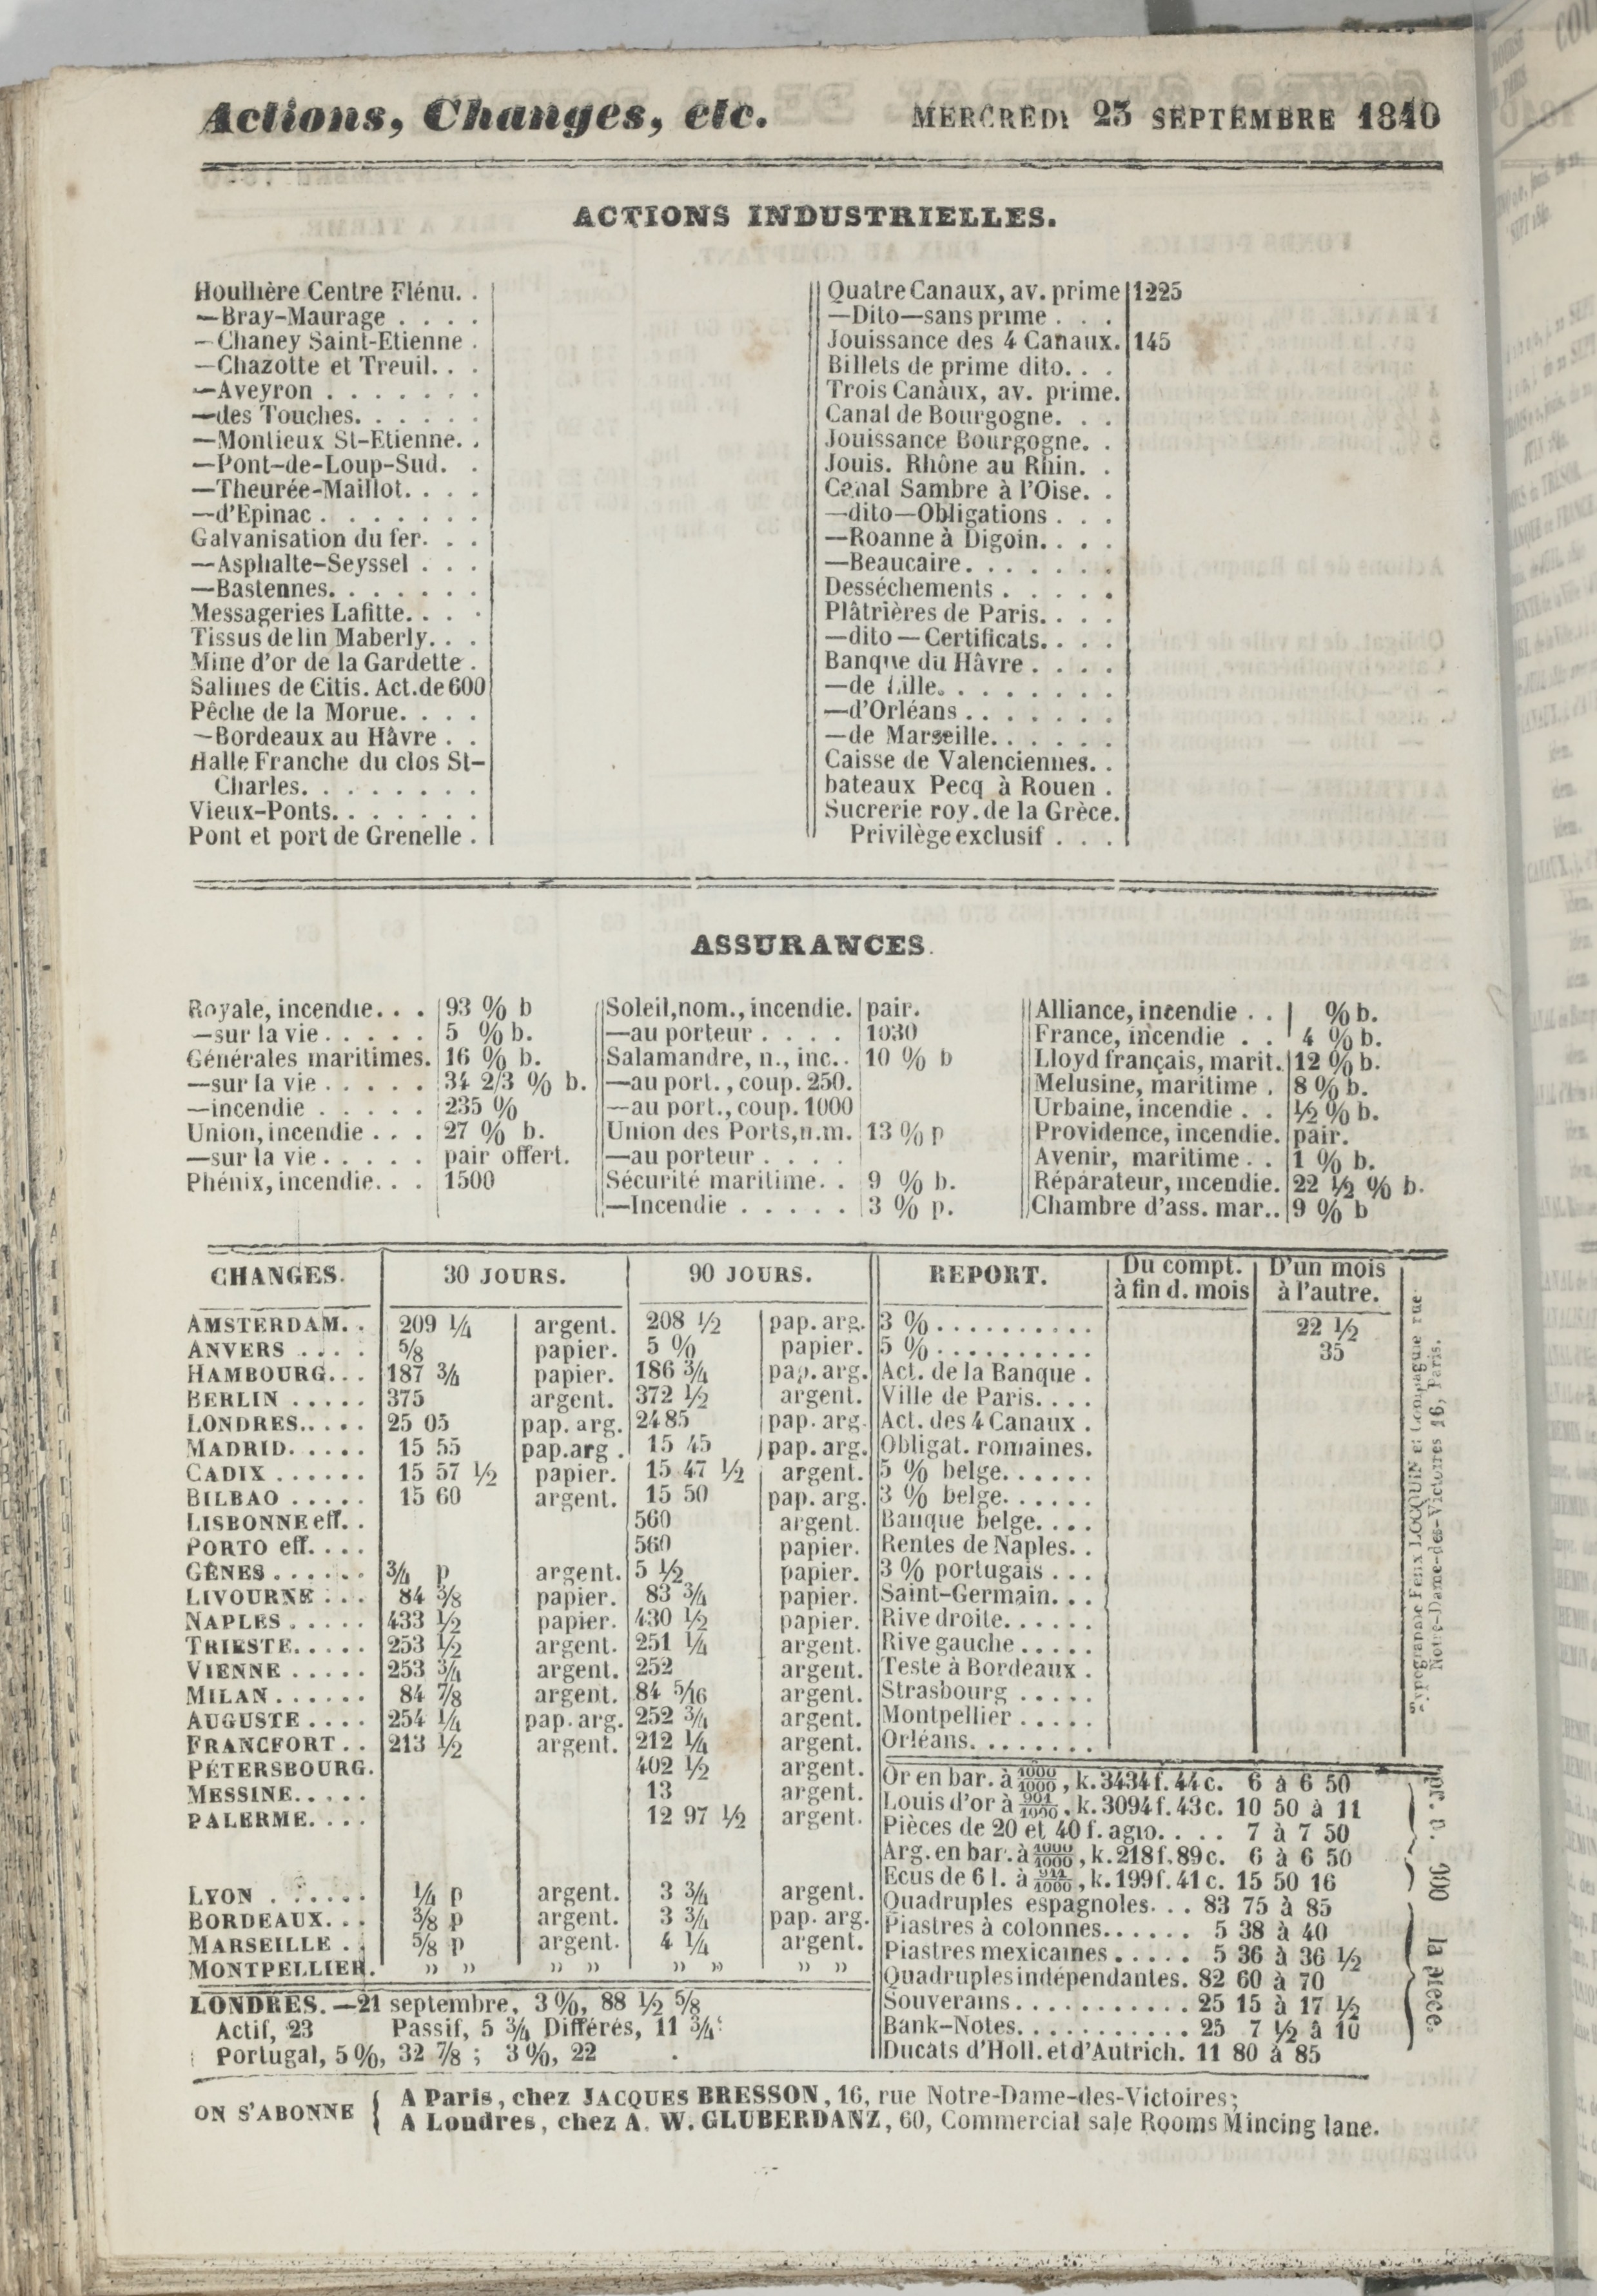 Actions, Changes, etc. MERCREDI 23 SEPTEMBRE 1840
ACTIONS INDUSTRIELLES.
Houillière Centre Flénu. .
—Bray-Maurage . . . .
—Chaney Saint-Etienne .
—Chazotte et Treuil. . .
—Aveyron . . . . . . .
—des Touches. . . . . .
—Montieux St-Etienne. .
—Pont-de-Loup-Sud. .
—Theurée-Maillot. . . .
—d'Epinac . . . . . . .
Galvanisation du fer. . .
—Asphalte-Seyssel . . .
—Bastennes. . . . . . .
Messageries Lafitte. . . .
Tissus de lin Maberly. . .
Mine d'or de la Gardette .
Salines de Citis. Act. de 600
Pêche de la Morue. . . .
—Bordeaux au Hâvre . .
Halle Franche du clos St-
Charles. . . . . . . .
Vieux-Ponts. . . . . . .
Pont et port de Grenelle .
Quatre Canaux, av. prime 1225
—Dito—sans prime . . .
Jouissance des 4 Canaux. 145
Billets de prime dito. . .
Trois Canaux, av. prime.
Canal de Bourgogne. . .
Jouissance Bourgogne. .
Jouis. Rhône au Rhin. .
Canal Sambre à l'Oise. .
—dito—Obligations . . .
—Roanne à Digoin. . . .
—Beaucaire. . . . . . .
Desséchements . . . . .
Plâtrières de Paris. . . .
—dito — Certificats. . . .
Banque du Hâvre . . . .
—de Lille. . . . . . . .
—d'Orléans . . . . . . .
—de Marseille. . . . . .
Caisse de Valenciennes. .
bateaux Pecq à Rouen .
Sucrerie roy. de la Grèce.
Privilège exclusif . . .
ASSURANCES.
Royale, incendie. . . 93 % b
—sur la vie . . . . . 5 % b.
Générales maritimes. 16 % b.
—sur la vie . . . . . 34 2/3 % b.
—incendie . . . . . 235 %
Union, incendie . . . 27 % b.
—sur la vie . . . . . pair offert.
Phénix, incendie. . . 1500
Soleil, nom., incendie. pair.
—au porteur . . . . 1030
Salamandre, n., inc. . 10 % b
—au port., coup. 250.
—au port., coup. 1000
Union des Ports, n.m. 13 % p
—au porteur . . . .
Sécurité maritime. . 9 % b.
—Incendie . . . . . 3 % p.
Alliance, incendie . . % b.
France, incendie . . 4 % b.
Lloyd français, marit. 12 % b.
Melusine, maritime . 8 % b.
Urbaine, incendie . . ½ % b.
Providence, incendie. pair.
Avenir, maritime . . 1 % b.
Réparateur, incendie. 22 ½ % b.
Chambre d'ass. mar. . 9 % b
CHANGES. 30 JOURS. 90 JOURS.
AMSTERDAM. . 209 ¼ argent. 208 ½ pap. arg.
ANVERS . . . . ⅝ papier. 5 % papier.
HAMBOURG. . . 187 ¾ papier. 186 ¾ pap. arg.
BERLIN . . . . . 375 argent. 372 ½ argent.
LONDRES. . . . . 25 05 pap. arg. 24 85 pap. arg.
MADRID. . . . . 15 55 pap. arg. 15 45 pap. arg.
CADIX . . . . . . 15 57 ½ papier. 15 47 ½ argent.
BILBAO . . . . . 15 60 argent. 15 50 pap. arg.
LISBONNE eff. . 560 argent.
PORTO eff. . . . 560 papier.
GÊNES . . . . . . ¾ p argent. 5 ½ papier.
LIVOURNE . . . 84 ⅜ papier. 83 ¾ papier.
NAPLES . . . . . 433 ½ papier. 430 ½ papier.
TRIESTE. . . . . 253 ½ argent. 251 ¼ argent.
VIENNE . . . . . 253 ¾ argent. 252 argent.
MILAN . . . . . . 84 ⅞ argent. 84 5/16 argent.
AUGUSTE . . . . 254 ¼ pap. arg. 252 ¾ argent.
FRANCFORT . . 213 ½ argent. 212 ¼ argent.
PÉTERSBOURG. 402 ½ argent.
MESSINE. . . . . 13 argent.
PALERME. . . . 12 97 ½ argent.
LYON . . . . . . ¼ p argent. 3 ¾ argent.
BORDEAUX. . . ⅜ p argent. 3 ¾ pap. arg.
MARSEILLE . . ⅝ p argent. 4 ¼ argent.
MONTPELLIER. » » » » » » » »
LONDRES. —21 septembre, 3 %, 88 ½ ⅝
Actif, 23 Passif, 5 ¾ Différés, 11 ¾
Portugal, 5 %, 32 ⅞ ; 3 %, 22
REPORT. Du compt. à fin d. mois D'un mois à l'autre.
3 % . . . . . . . . . . 22 ½
5 % . . . . . . . . . . 35
Act. de la Banque .
Ville de Paris. . . .
Act. des 4 Canaux .
Obligat. romaines.
5 % belge. . . . . .
3 % belge. . . . . .
Banque belge. . . .
Rentes de Naples. .
3 % portugais . . .
Saint-Germain. . .
Rive droite. . . . . .
Rive gauche . . . . .
Teste à Bordeaux .
Strasbourg . . . . .
Montpellier . . . . .
Orléans. . . . . . . .
Typographie Félix LOCQUIN et Compagnie rue
Notre-Dame-des-Victoires 16, Paris.
Or en bar. à 1000/1000, k. 3434 f. 44 c. 6 à 6 50
Louis d'or à 901/1000, k. 3094 f. 43 c. 10 50 à 11
Pièces de 20 et 40 f. agio. . . . 7 à 7 50
Arg. en bar. à 1000/1000, k. 218 f. 89 c. 6 à 6 50
Ecus de 6 l. à 911/1000, k. 199 f. 41 c. 15 50 16
Quadruples espagnoles. . . 83 75 à 85
Piastres à colonnes. . . . . . 5 38 à 40
Piastres mexicaines . . . . . 5 36 à 36 ½
Quadruples indépendantes. 82 60 à 70
Souverains. . . . . . . . . . . 25 15 à 17 ½
Bank-Notes. . . . . . . . . . . 25 7 ½ à 10
Ducats d'Holl. et d'Autrich. 11 80 à 85
la pièce.
ON S'ABONNE
A Paris, chez JACQUES BRESSON, 16, rue Notre-Dame-des-Victoires;
A Londres, chez A. W. GLUBERDANZ, 60, Commercial sale Rooms Mincing lane.